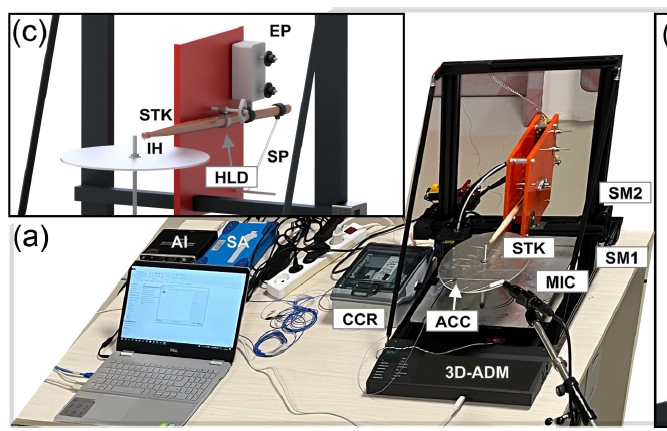 (c)
EP
STK
IH
HLD
SP
(a)
AI
SA
SM2
STK
SM1
MIC
CCR
ACC
3D-ADM
DELL
(